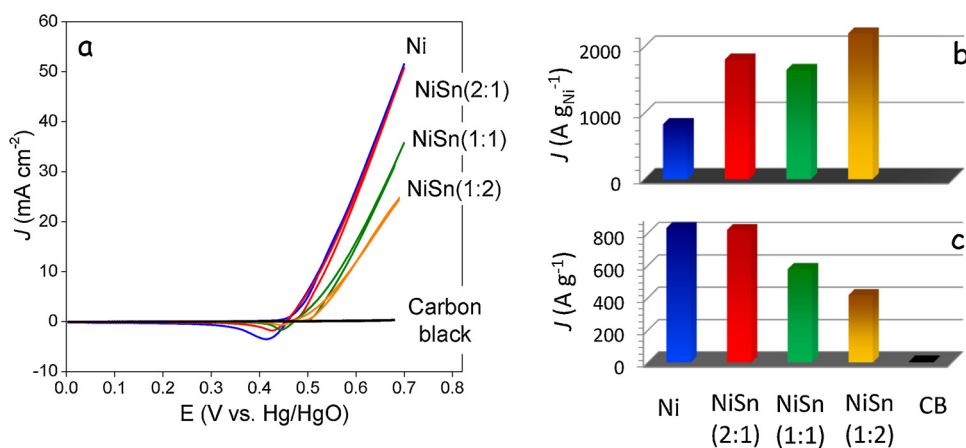 a
60
50
40
30
20
10
0
-10
J (mA cm⁻²)
Ni
NiSn(2:1)
NiSn(1:1)
NiSn(1:2)
Carbon
black
0.0 0.1 0.2 0.3 0.4 0.5 0.6 0.7 0.8
E (V vs. Hg/HgO)
b
2000
1000
0
J (A gNi⁻¹)
c
800
600
400
200
0
J (A g⁻¹)
Ni NiSn NiSn NiSn CB
(2:1) (1:1) (1:2)